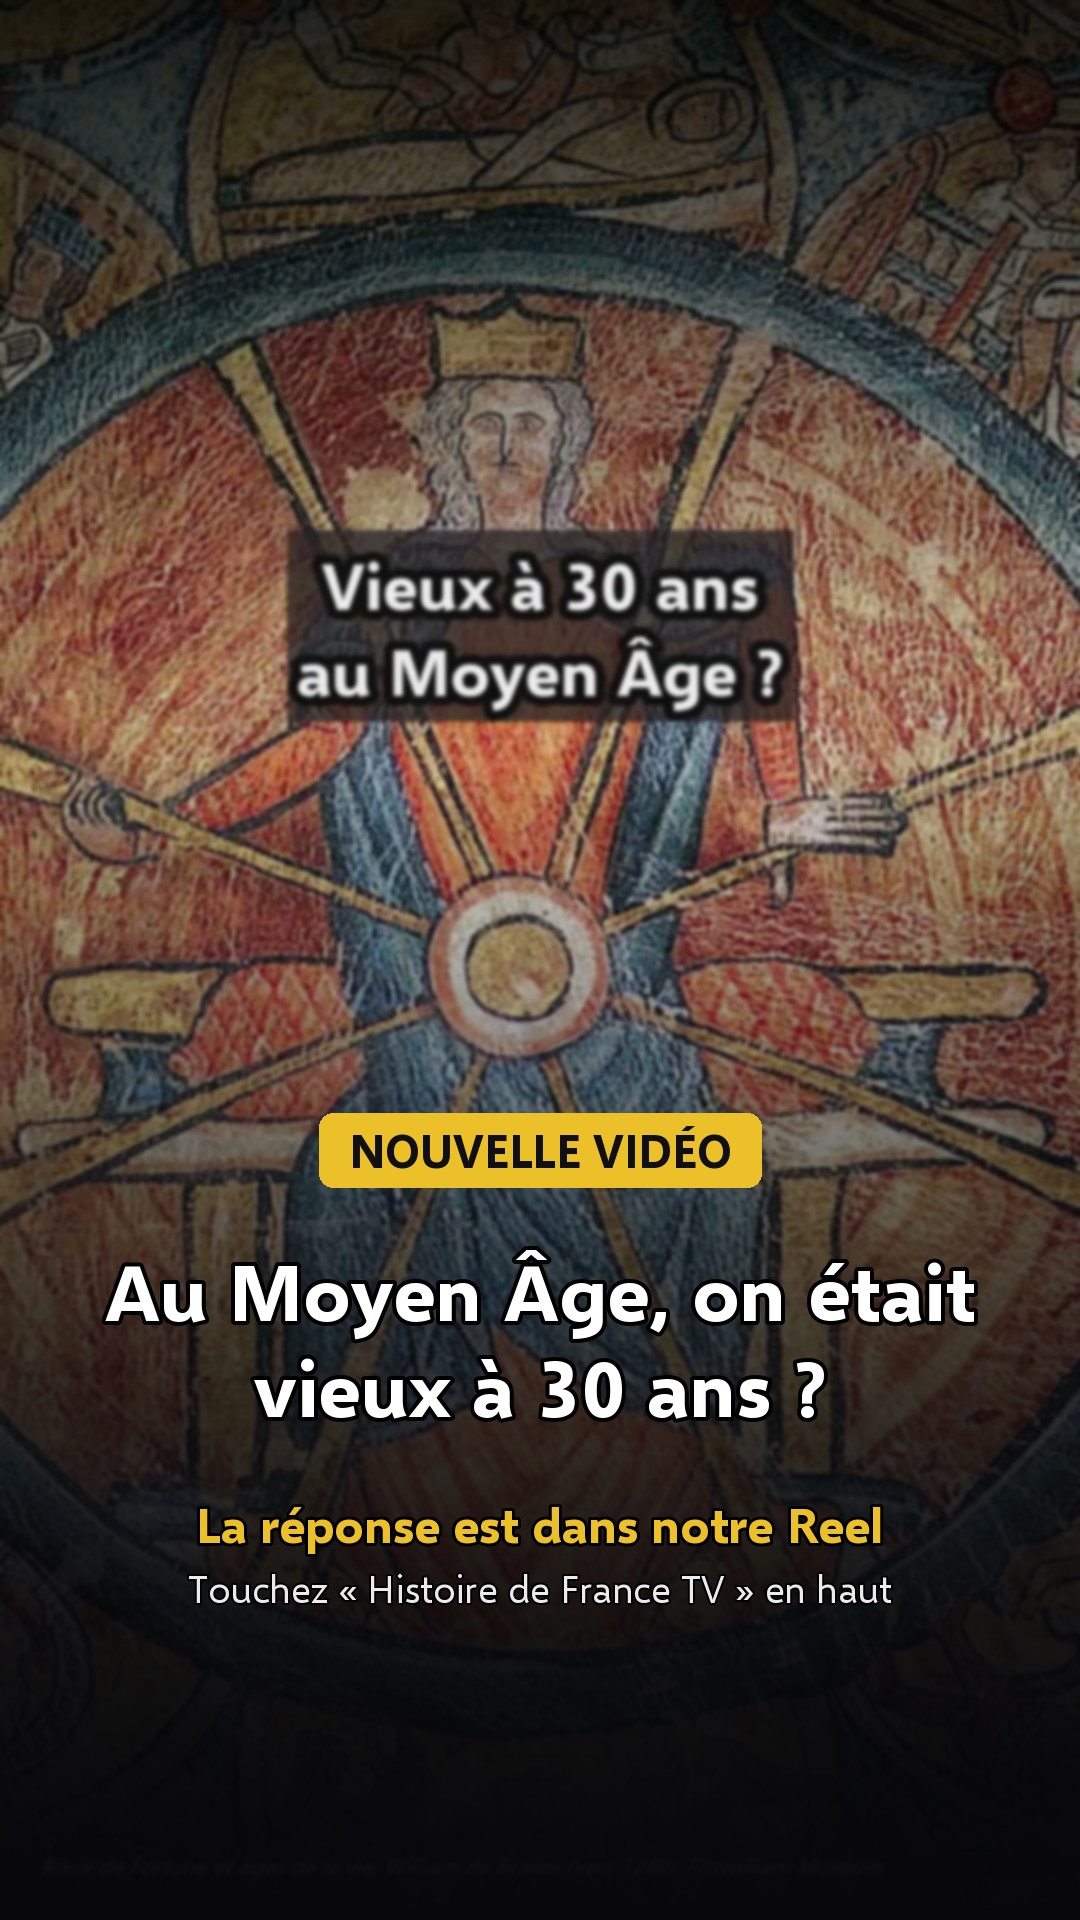 Vieux à 30 ans
au Moyen Âge ?
NOUVELLE VIDÉO
Au Moyen Âge, on était
vieux à 30 ans ?
La réponse est dans notre Reel
Touchez « Histoire de France TV » en haut